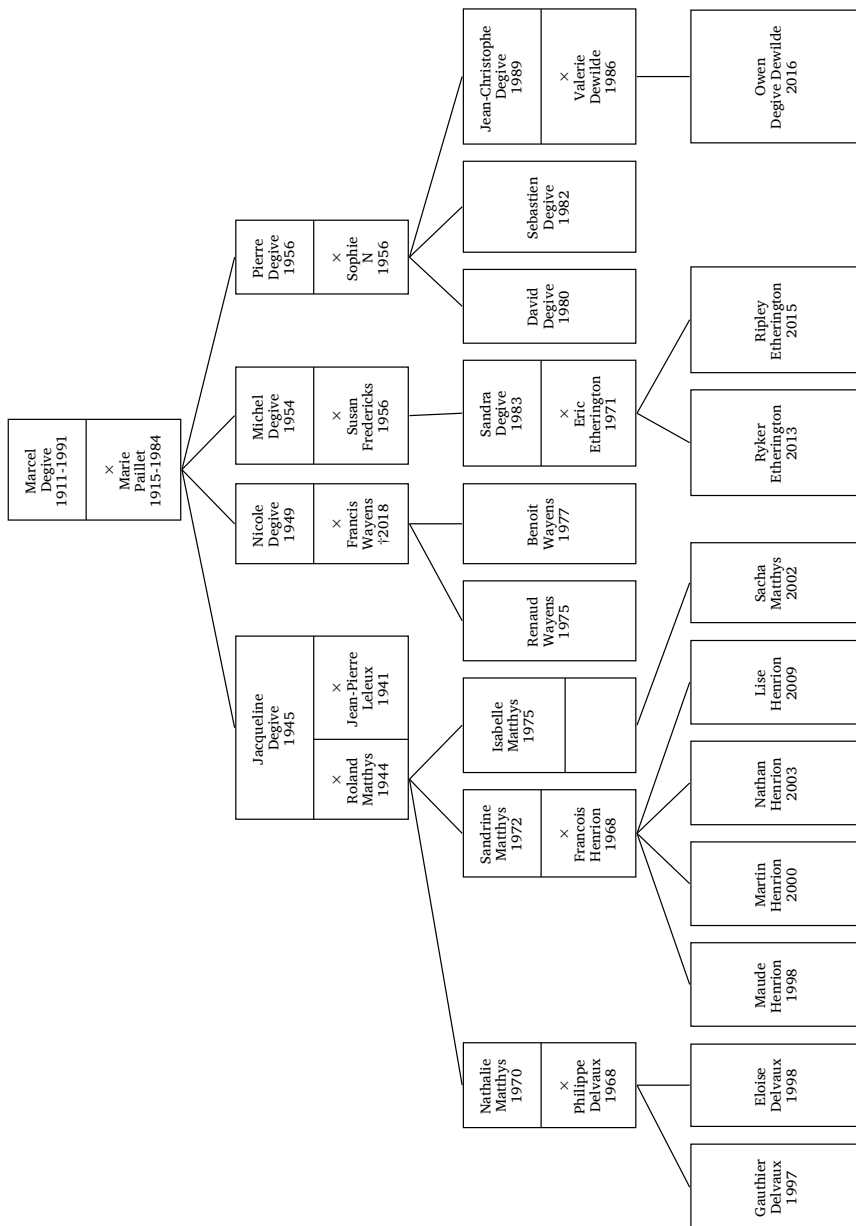 Marcel
Degive
1911-1991
×
Marie
Paillet
1915-1984
Jacqueline
Degive
1945
×
Roland
Matthys
1944
×
Jean-Pierre
Leleux
1941
Nicole
Degive
1949
×
Francis
Wayens
†2018
Michel
Degive
1954
×
Susan
Fredericks
1956
Pierre
Degive
1956
×
Sophie
N
1956
Nathalie
Matthys
1970
×
Philippe
Delvaux
1968
Sandrine
Matthys
1972
×
Francois
Henrion
1968
Isabelle
Matthys
1975
Renaud
Wayens
1975
Benoit
Wayens
1977
Sandra
Degive
1983
×
Eric
Etherington
1971
David
Degive
1980
Sebastien
Degive
1982
Jean-Christophe
Degive
1989
×
Valerie
Dewilde
1986
Gauthier
Delvaux
1997
Eloise
Delvaux
1998
Maude
Henrion
1998
Martin
Henrion
2000
Nathan
Henrion
2003
Lise
Henrion
2009
Sacha
Matthys
2002
Ryker
Etherington
2013
Ripley
Etherington
2015
Owen
Degive Dewilde
2016